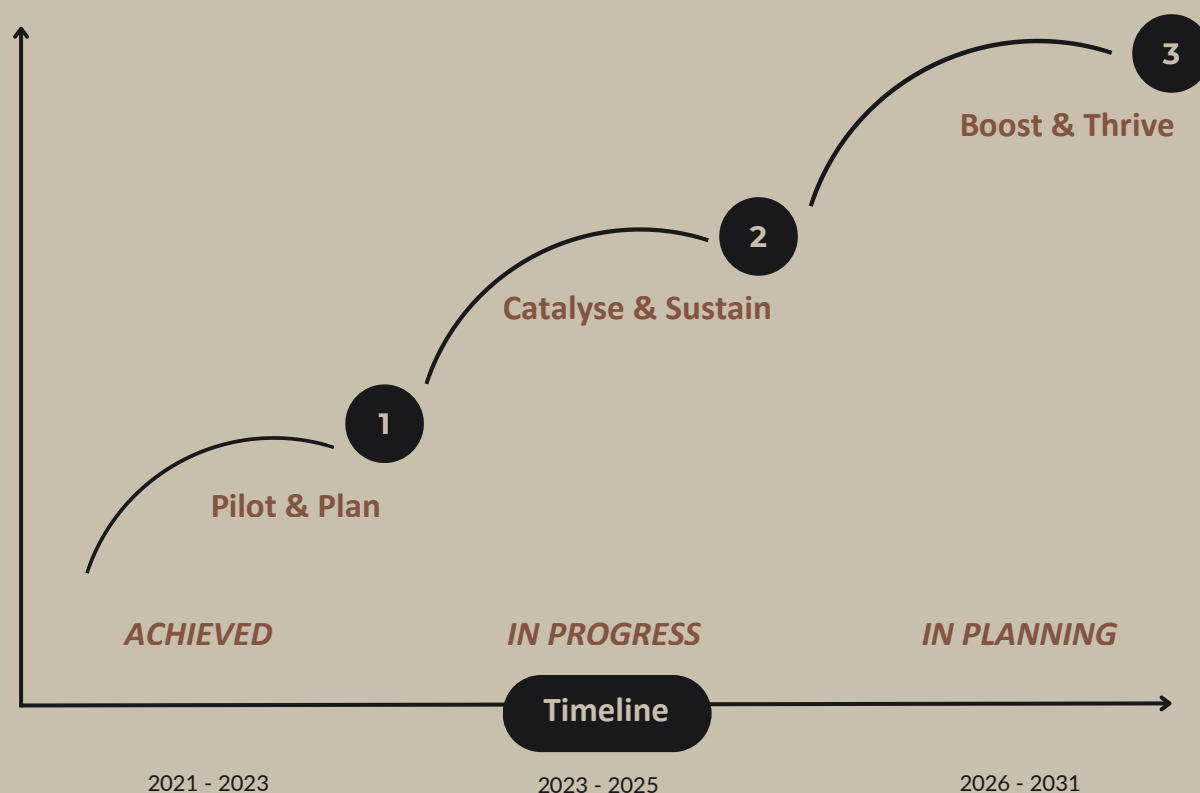 3
Boost & Thrive
2
Catalyse & Sustain
1
Pilot & Plan
ACHIEVED
IN PROGRESS
IN PLANNING
Timeline
2021 - 2023
2023 - 2025
2026 - 2031